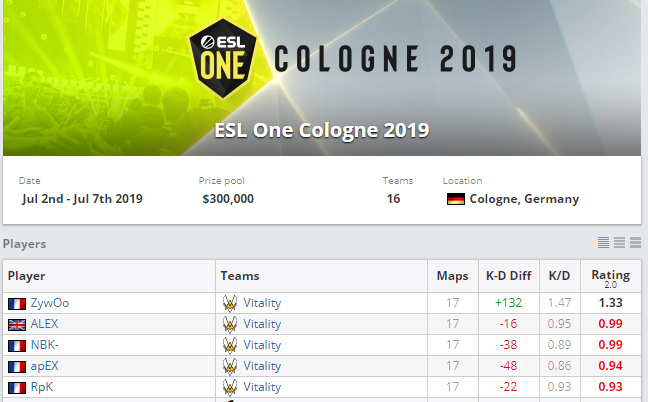 ESL
ONE
COLOGNE 2019
ESL One Cologne 2019
Date Prize pool Teams Location
Jul 2nd - Jul 7th 2019 $300,000 16 Cologne, Germany
Players
Player Teams Maps K-D Diff K/D Rating
2.0
ZywOo Vitality 17 +132 1.47 1.33
ALEX Vitality 17 -16 0.95 0.99
NBK- Vitality 17 -38 0.89 0.99
apEX Vitality 17 -48 0.86 0.94
RpK Vitality 17 -22 0.93 0.93